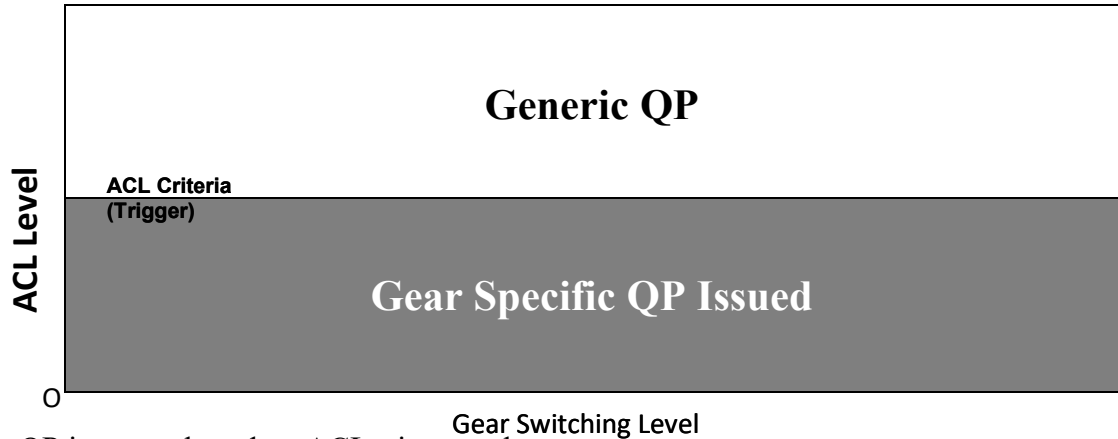 Generic QP
ACL Criteria
(Trigger)
ACL Level
Gear Specific QP Issued
O
Gear Switching Level